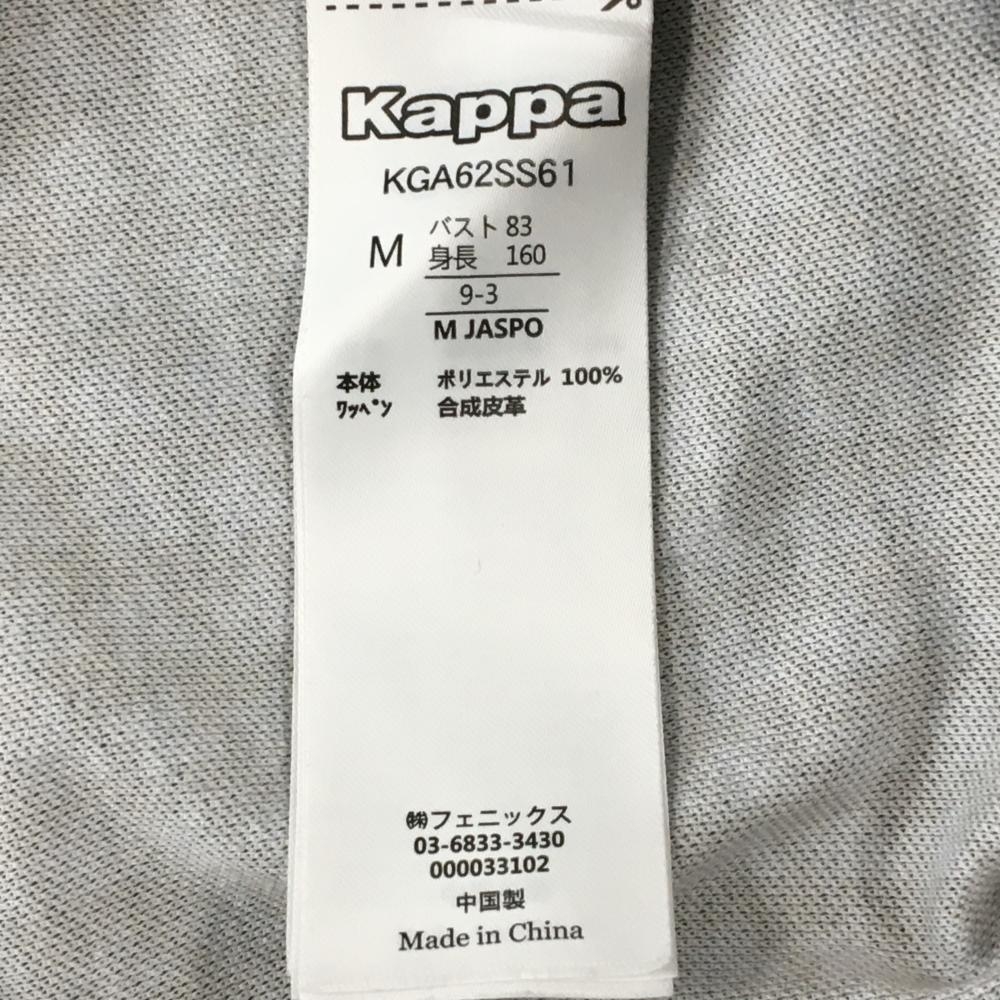 Kappa
KGA62SS61
M
バスト 83
身長 160
9-3
M JASPO
本体 ポリエステル 100%
ﾜｯﾍﾟﾝ 合成皮革
㈱フェニックス
03-6833-3430
000033102
中国製
Made in China